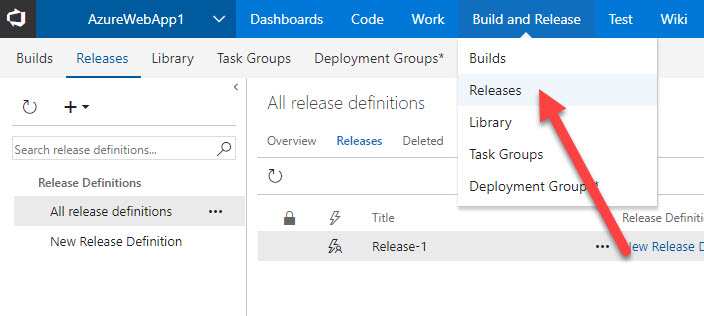 AzureWebApp1 Dashboards Code Work Build and Release Test Wiki
Builds Releases Library Task Groups Deployment Groups*
Builds
Releases
Library
Task Groups
Deployment Groups*
All release definitions
Overview Releases Deleted
Search release definitions...
Release Definitions
All release definitions ...
New Release Definition
Title Release Definiti
Release-1 ... New Release D